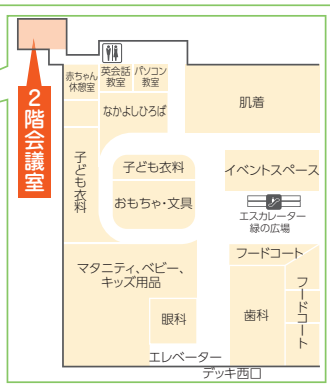 赤ちゃん
休憩室
英会話
教室
パソコン
教室
肌着
なかよしひろば
2階会議室
子ども衣料
子ども衣料
おもちゃ・文具
イベントスペース
エスカレーター
緑の広場
フードコート
マタニティ、ベビー、
キッズ用品
フードコート
眼科
歯科
エレベーター
デッキ西口